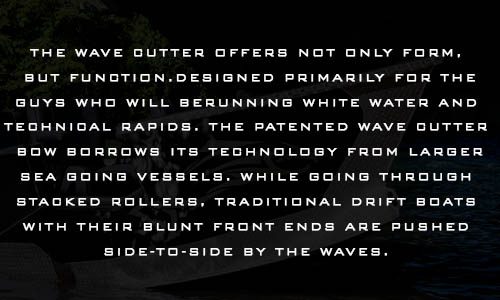 THE WAVE CUTTER OFFERS NOT ONLY FORM,
BUT FUNCTION.DESIGNED PRIMARILY FOR THE
GUYS WHO WILL BERUNNING WHITE WATER AND
TECHNICAL RAPIDS. THE PATENTED WAVE CUTTER
BOW BORROWS ITS TECHNOLOGY FROM LARGER
SEA GOING VESSELS. WHILE GOING THROUGH
STACKED ROLLERS, TRADITIONAL DRIFT BOATS
WITH THEIR BLUNT FRONT ENDS ARE PUSHED
SIDE-TO-SIDE BY THE WAVES.